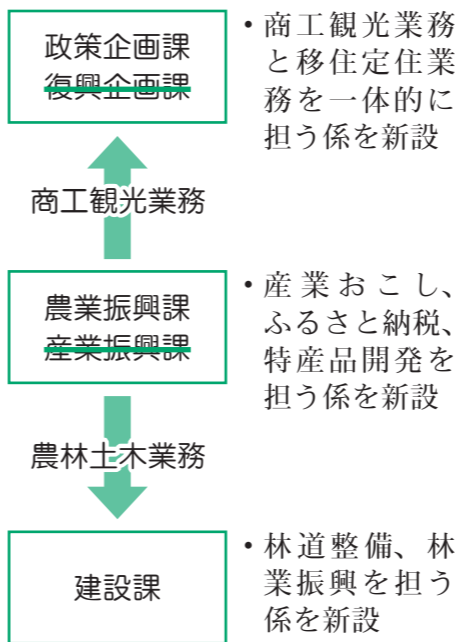 政策企画課
復興企画課
・商工観光業務
と移住定住業
務を一体的に
担う係を新設
商工観光業務
農業振興課
産業振興課
・産業おこし、
ふるさと納税、
特産品開発を
担う係を新設
農林土木業務
建設課
・林道整備、林
業振興を担う
係を新設